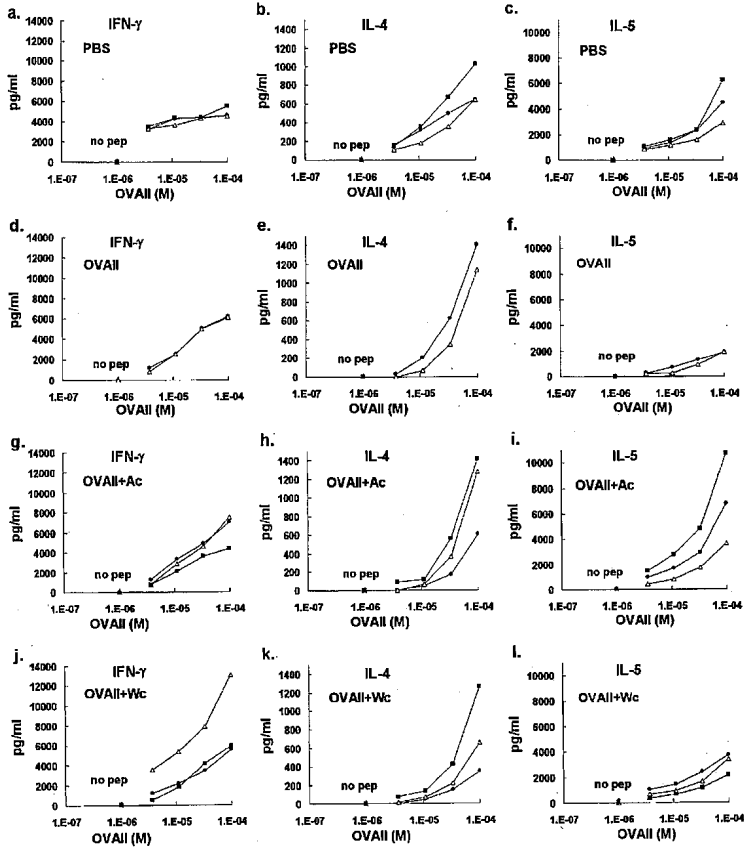 a.
IFN-γ
PBS
14000
12000
10000
8000
6000
4000
2000
0
pg/ml
no pep
1.E-07 1.E-06 1.E-05 1.E-04
OVAII (M)
b.
IL-4
PBS
1400
1200
1000
800
600
400
200
0
pg/ml
no pep
1.E-07 1.E-06 1.E-05 1.E-04
OVAII (M)
c.
IL-5
PBS
10000
8000
6000
4000
2000
0
pg/ml
no pep
1.E-07 1.E-06 1.E-05 1.E-04
OVAII (M)
d.
IFN-γ
OVAII
14000
12000
10000
8000
6000
4000
2000
0
pg/ml
no pep
1.E-07 1.E-06 1.E-05 1.E-04
OVAII (M)
e.
IL-4
OVAII
1400
1200
1000
800
600
400
200
0
pg/ml
no pep
1.E-07 1.E-06 1.E-05 1.E-04
OVAII (M)
f.
IL-5
OVAII
10000
8000
6000
4000
2000
0
pg/ml
no pep
1.E-07 1.E-06 1.E-05 1.E-04
OVAII (M)
g.
IFN-γ
OVAII+Ac
14000
12000
10000
8000
6000
4000
2000
0
pg/ml
no pep
1.E-07 1.E-06 1.E-05 1.E-04
OVAII (M)
h.
IL-4
OVAII+Ac
1400
1200
1000
800
600
400
200
0
pg/ml
no pep
1.E-07 1.E-06 1.E-05 1.E-04
OVAII (M)
i.
IL-5
OVAII+Ac
10000
8000
6000
4000
2000
0
pg/ml
no pep
1.E-07 1.E-06 1.E-05 1.E-04
OVAII (M)
j.
IFN-γ
OVAII+Wc
14000
12000
10000
8000
6000
4000
2000
0
pg/ml
no pep
1.E-07 1.E-06 1.E-05 1.E-04
OVAII (M)
k.
IL-4
OVAII+Wc
1400
1200
1000
800
600
400
200
0
pg/ml
no pep
1.E-07 1.E-06 1.E-05 1.E-04
OVAII (M)
l.
IL-5
OVAII+Wc
10000
8000
6000
4000
2000
0
pg/ml
no pep
1.E-07 1.E-06 1.E-05 1.E-04
OVAII (M)